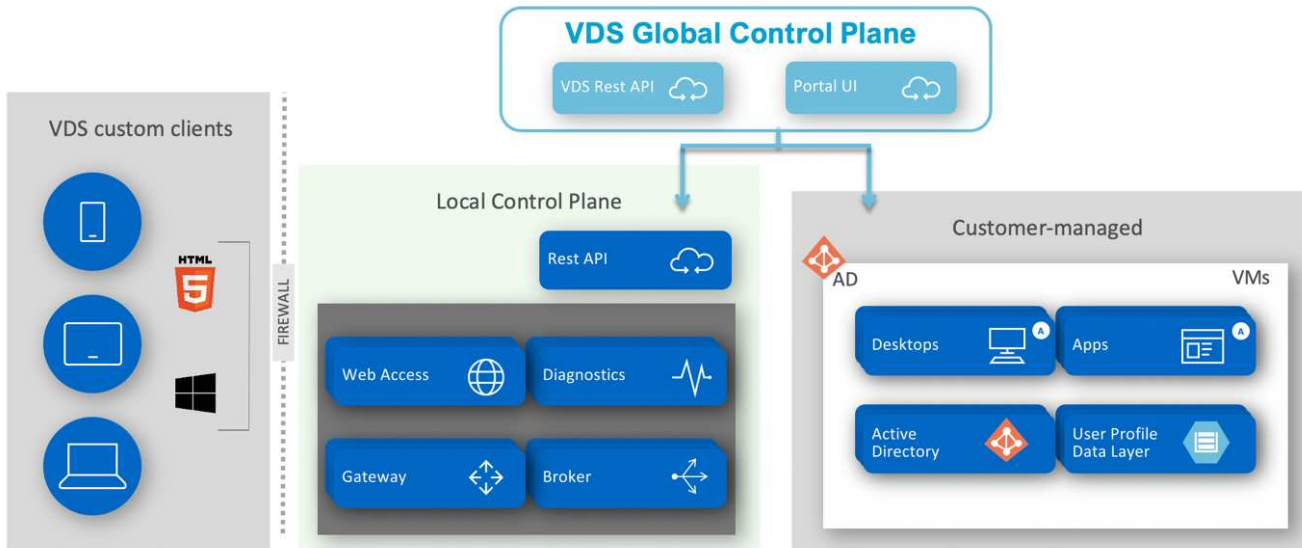 VDS Global Control Plane
VDS Rest API
Portal UI
VDS custom clients
HTML
5
FIREWALL
Local Control Plane
Rest API
Web Access
Diagnostics
Gateway
Broker
Customer-managed
AD
VMs
Desktops
A
Apps
A
Active
Directory
User Profile
Data Layer